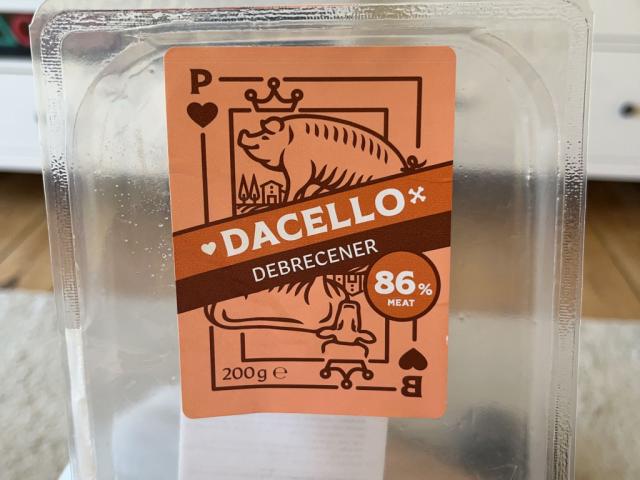 P
DACELLO
DEBRECENER
86%
MEAT
200g ℮
B